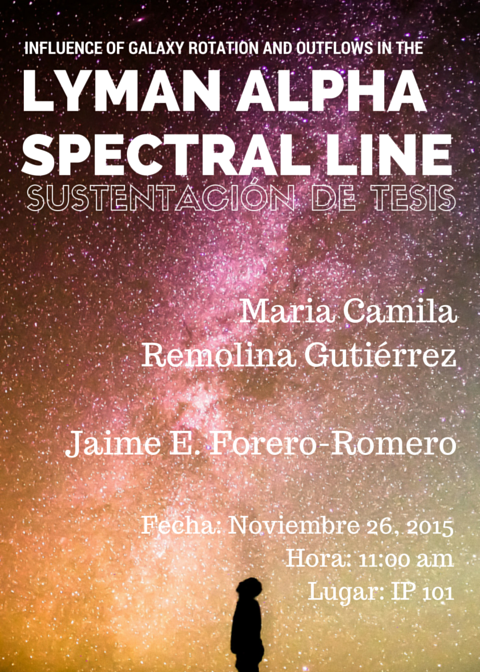 INFLUENCE OF GALAXY ROTATION AND OUTFLOWS IN THE
LYMAN ALPHA
SPECTRAL LINE
SUSTENTACIÓN DE TESIS
Maria Camila
Remolina Gutiérrez
Jaime E. Forero-Romero
Fecha: Noviembre 26, 2015
Hora: 11:00 am
Lugar: IP 101